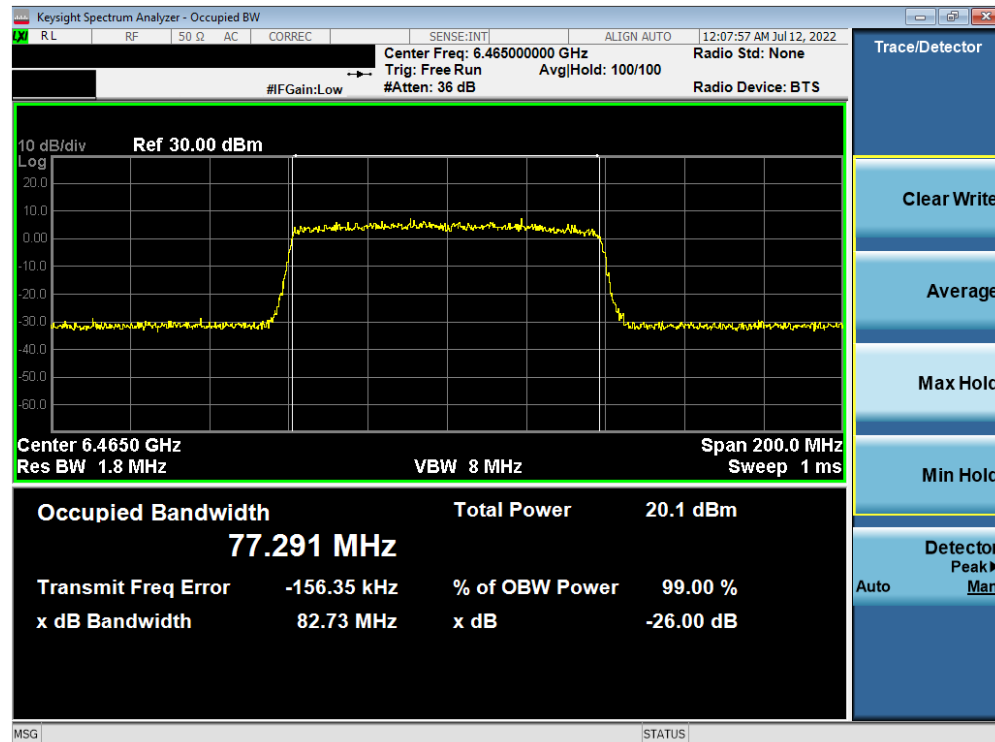 Keysight Spectrum Analyzer - Occupied BW
LXI RL RF 50 Ω AC CORREC SENSE:INT ALIGN AUTO 12:07:57 AM Jul 12, 2022
Center Freq: 6.465000000 GHz Radio Std: None
Trig: Free Run Avg|Hold: 100/100
#IFGain:Low #Atten: 36 dB Radio Device: BTS
Trace/Detector
10 dB/div Ref 30.00 dBm
Log
20.0
10.0
0.00
-10.0
-20.0
-30.0
-40.0
-50.0
-60.0
Center 6.4650 GHz Span 200.0 MHz
Res BW 1.8 MHz VBW 8 MHz Sweep 1 ms
Occupied Bandwidth Total Power 20.1 dBm
77.291 MHz
Transmit Freq Error -156.35 kHz % of OBW Power 99.00 %
x dB Bandwidth 82.73 MHz x dB -26.00 dB
Clear Write
Average
Max Hold
Min Hold
Detector
Peak
Auto Man
MSG STATUS